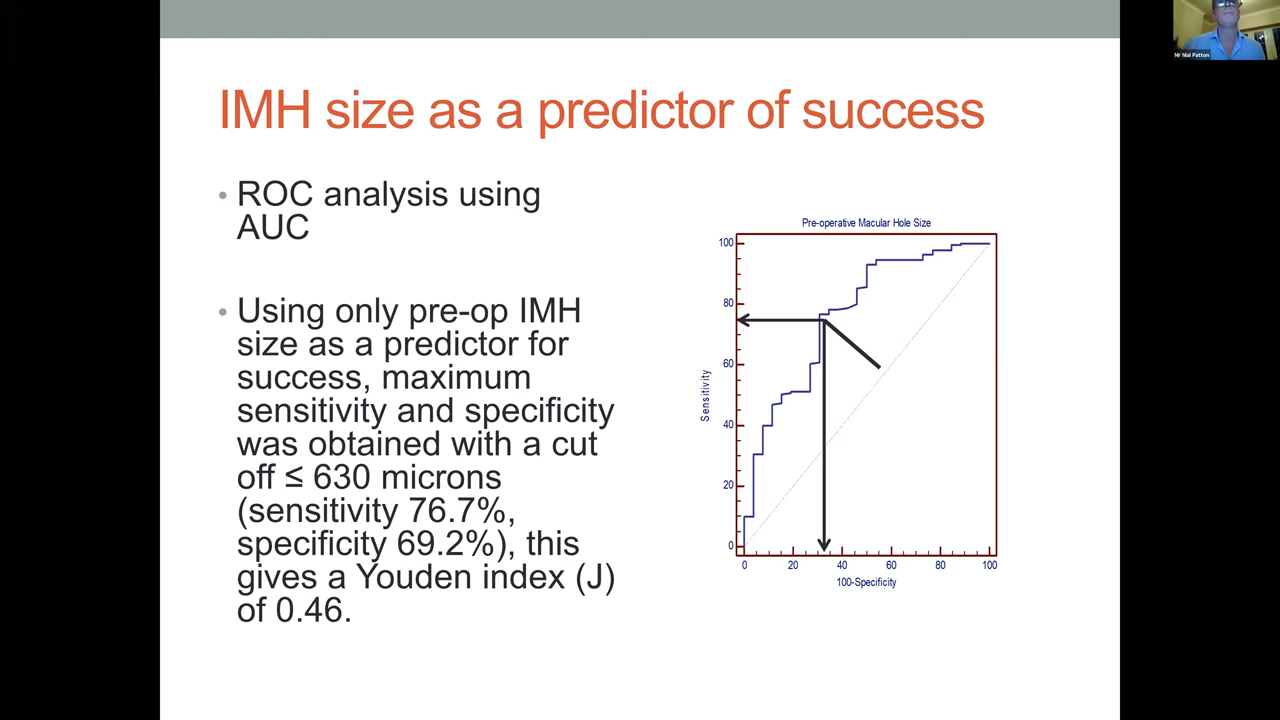 IMH size as a predictor of success
• ROC analysis using
AUC
• Using only pre-op IMH
size as a predictor for
success, maximum
sensitivity and specificity
was obtained with a cut
off ≤ 630 microns
(sensitivity 76.7%,
specificity 69.2%), this
gives a Youden index (J)
of 0.46.
Pre-operative Macular Hole Size
100
80
60
40
20
0
Sensitivity
0 20 40 60 80 100
100-Specificity
Mr Nial Patton